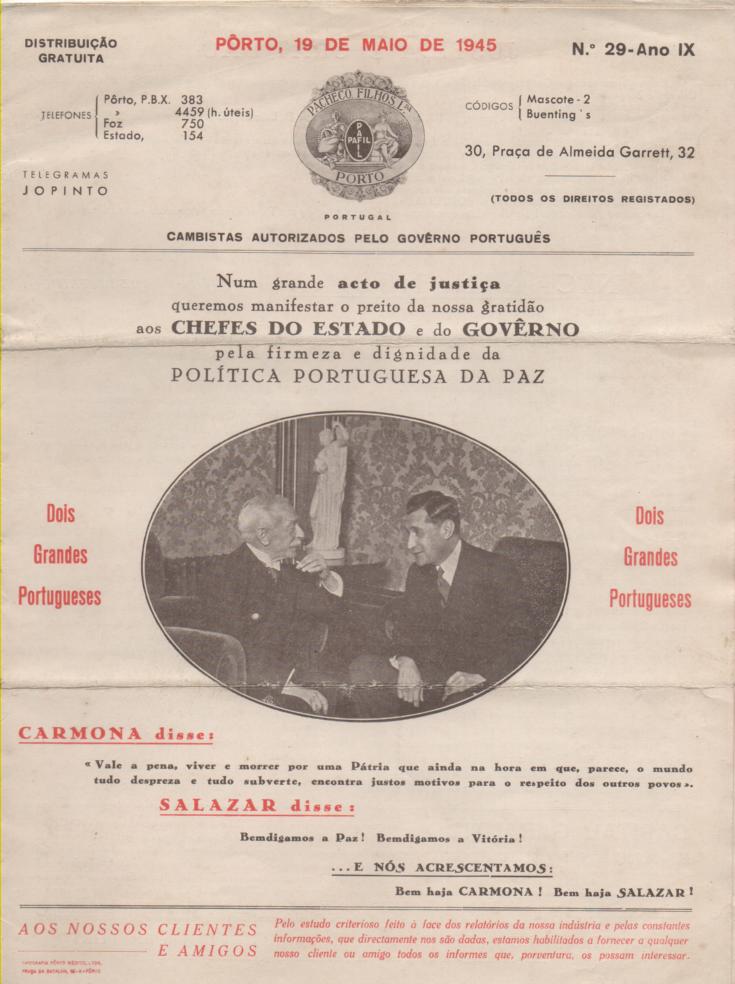 DISTRIBUIÇÃO
GRATUITA
PÔRTO, 19 DE MAIO DE 1945
N.º 29-Ano IX
TELEFONES
Pôrto, P.B.X. 383
» 4459 (h. úteis)
Foz 750
Estado, 154
TELEGRAMAS
JOPINTO
PACHECO, FILHOS, L.DA
PAFIL
PAFIL
PORTO
PORTUGAL
CÓDIGOS
Mascote - 2
Buenting's
30, Praça de Almeida Garrett, 32
(TODOS OS DIREITOS REGISTADOS)
CAMBISTAS AUTORIZADOS PELO GOVÊRNO PORTUGUÊS
Num grande acto de justiça
queremos manifestar o preito da nossa gratidão
aos CHEFES DO ESTADO e do GOVÊRNO
pela firmeza e dignidade da
POLÍTICA PORTUGUESA DA PAZ
Dois
Grandes
Portugueses
Dois
Grandes
Portugueses
CARMONA disse:
«Vale a pena, viver e morrer por uma Pátria que ainda na hora em que, parece, o mundo
tudo despreza e tudo subverte, encontra justos motivos para o respeito dos outros povos».
SALAZAR disse:
Bemdigamos a Paz! Bemdigamos a Vitória!
...E NÓS ACRESCENTAMOS:
Bem haja CARMONA! Bem haja SALAZAR!
AOS NOSSOS CLIENTES
E AMIGOS
Pelo estudo criterioso feito à face dos relatórios da nossa indústria e pelas constantes
informações, que directamente nos são dadas, estamos habilitados a fornecer a qualquer
nosso cliente ou amigo todos os informes que, porventura, os possam interessar.
TIPOGRAFIA PÔRTO MÉDICO, L.DA
PRAÇA DA BATALHA,